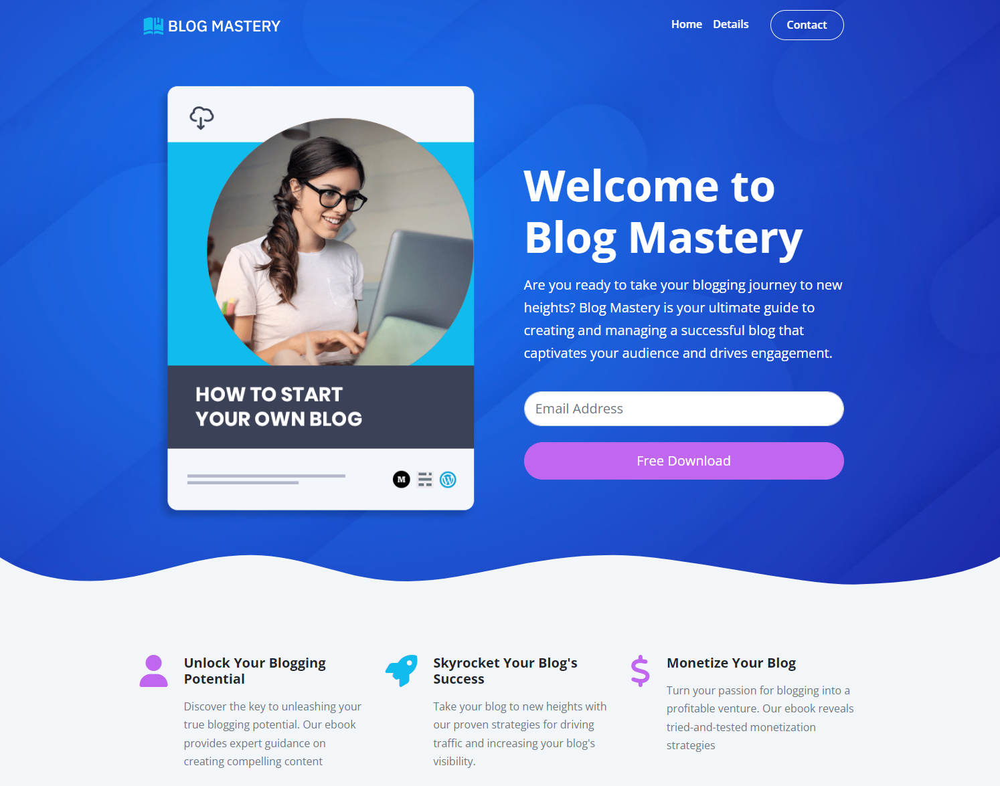 BLOG MASTERY
Home Details Contact
HOW TO START
YOUR OWN BLOG
M
Welcome to
Blog Mastery
Are you ready to take your blogging journey to new
heights? Blog Mastery is your ultimate guide to
creating and managing a successful blog that
captivates your audience and drives engagement.
Email Address
Free Download
Unlock Your Blogging
Potential
Discover the key to unleashing your
true blogging potential. Our ebook
provides expert guidance on
creating compelling content
Skyrocket Your Blog's
Success
Take your blog to new heights with
our proven strategies for driving
traffic and increasing your blog's
visibility.
Monetize Your Blog
Turn your passion for blogging into a
profitable venture. Our ebook reveals
tried-and-tested monetization
strategies